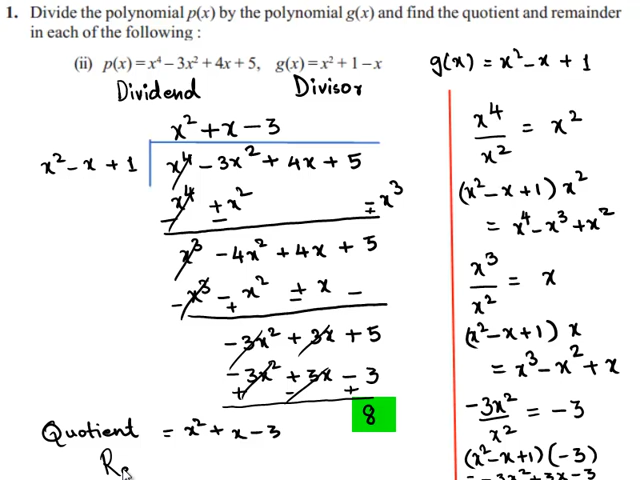 1. Divide the polynomial p(x) by the polynomial g(x) and find the quotient and remainder
in each of the following :
(ii) p(x) = x⁴ – 3x² + 4x + 5, g(x) = x² + 1 – x
g(x) = x² – x + 1
Dividend Divisor
x² + x – 3
x² – x + 1 x⁴ – 3x² + 4x + 5
– x⁴ +– x² –+ x³
x³ – 4x² + 4x + 5
– x³ –+ x² +– x –
– 3x² + 3x + 5
– 3x² + 3x – 3
+ – +
8
Quotient = x² + x – 3
Re
x⁴/x² = x²
(x² – x + 1) x²
= x⁴ – x³ + x²
x³/x² = x
(x² – x + 1) x
= x³ – x² + x
–3x²/x² = –3
(x² – x + 1)(–3)
= –3x² + 3x – 3